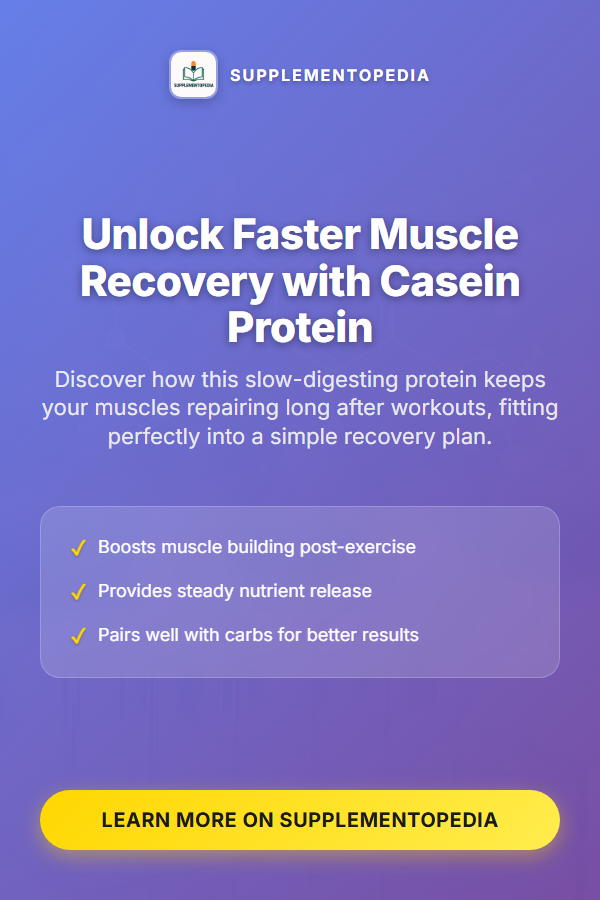 SUPPLEMENTOPEDIA
SUPPLEMENTOPEDIA
Unlock Faster Muscle
Recovery with Casein
Protein
Discover how this slow-digesting protein keeps
your muscles repairing long after workouts, fitting
perfectly into a simple recovery plan.
✓ Boosts muscle building post-exercise
✓ Provides steady nutrient release
✓ Pairs well with carbs for better results
LEARN MORE ON SUPPLEMENTOPEDIA